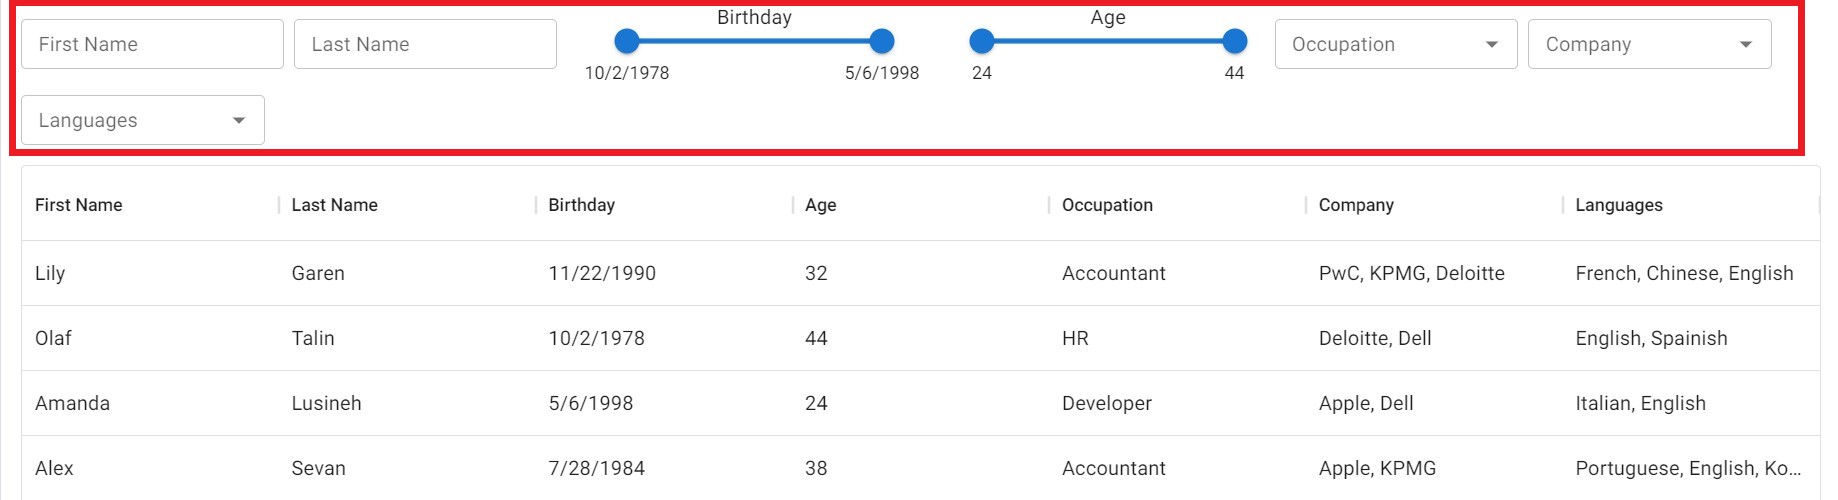 First Name Last Name Birthday 10/2/1978 5/6/1998 Age 24 44 Occupation Company
Languages
First Name Last Name Birthday Age Occupation Company Languages
Lily Garen 11/22/1990 32 Accountant PwC, KPMG, Deloitte French, Chinese, English
Olaf Talin 10/2/1978 44 HR Deloitte, Dell English, Spainish
Amanda Lusineh 5/6/1998 24 Developer Apple, Dell Italian, English
Alex Sevan 7/28/1984 38 Accountant Apple, KPMG Portuguese, English, Ko...